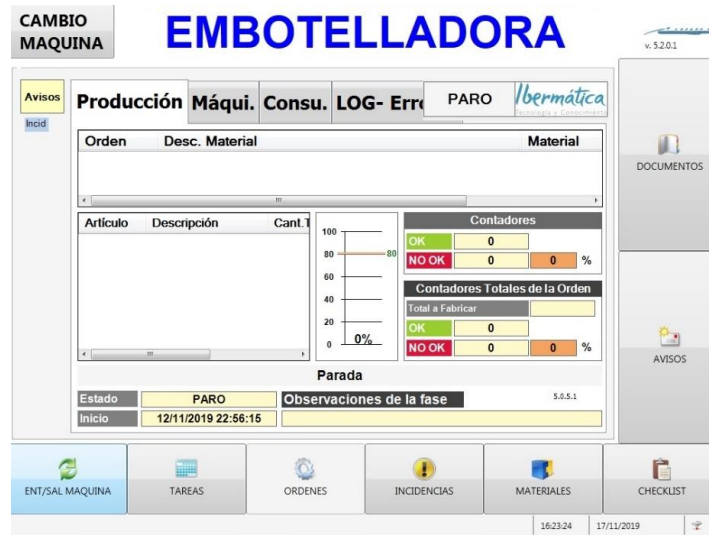 CAMBIO
MAQUINA
EMBOTELLADORA
v. 5.2.0.1
Avisos
Incid
Producción Máqui. Consu. LOG- Erro PARO Ibermática
Tecnología y Conocimiento
Orden Desc. Material Material
DOCUMENTOS
Artículo Descripción Cant.T
100
80 80
60
40
20
0 0%
Contadores
OK 0
NO OK 0 0 %
Contadores Totales de la Orden
Total a Fabricar
OK 0
NO OK 0 0 %
AVISOS
Parada
Estado PARO Observaciones de la fase 5.0.5.1
Inicio 12/11/2019 22:56:15
ENT/SAL MAQUINA TAREAS ORDENES INCIDENCIAS MATERIALES CHECKLIST
16:23:24 17/11/2019